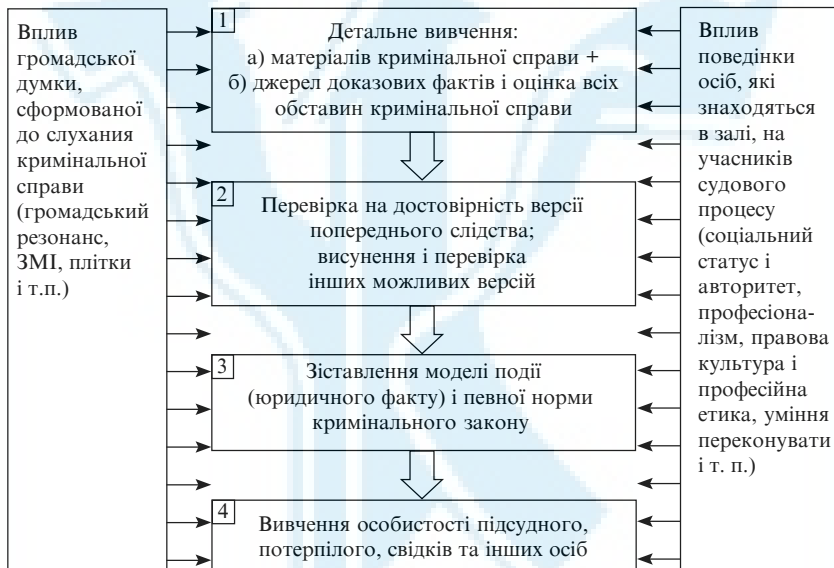 Вплив
громадської
думки,
сформованої
до слухання
кримінальної
справи
(громадський
резонанс,
ЗМІ, плітки
і т.п.)
1
Детальне вивчення:
а) матеріалів кримінальної справи +
б) джерел доказових фактів і оцінка всіх
обставин кримінальної справи
2
Перевірка на достовірність версії
попереднього слідства;
висунення і перевірка
інших можливих версій
3
Зіставлення моделі події
(юридичного факту) і певної норми
кримінального закону
4
Вивчення особистості підсудного,
потерпілого, свідків та інших осіб
Вплив
поведінки
осіб, які
знаходяться
в залі, на
учасників
судового
процесу
(соціальний
статус і
авторитет,
професіона-
лізм, правова
культура і
професійна
етика, уміння
переконувати
і т. п.)